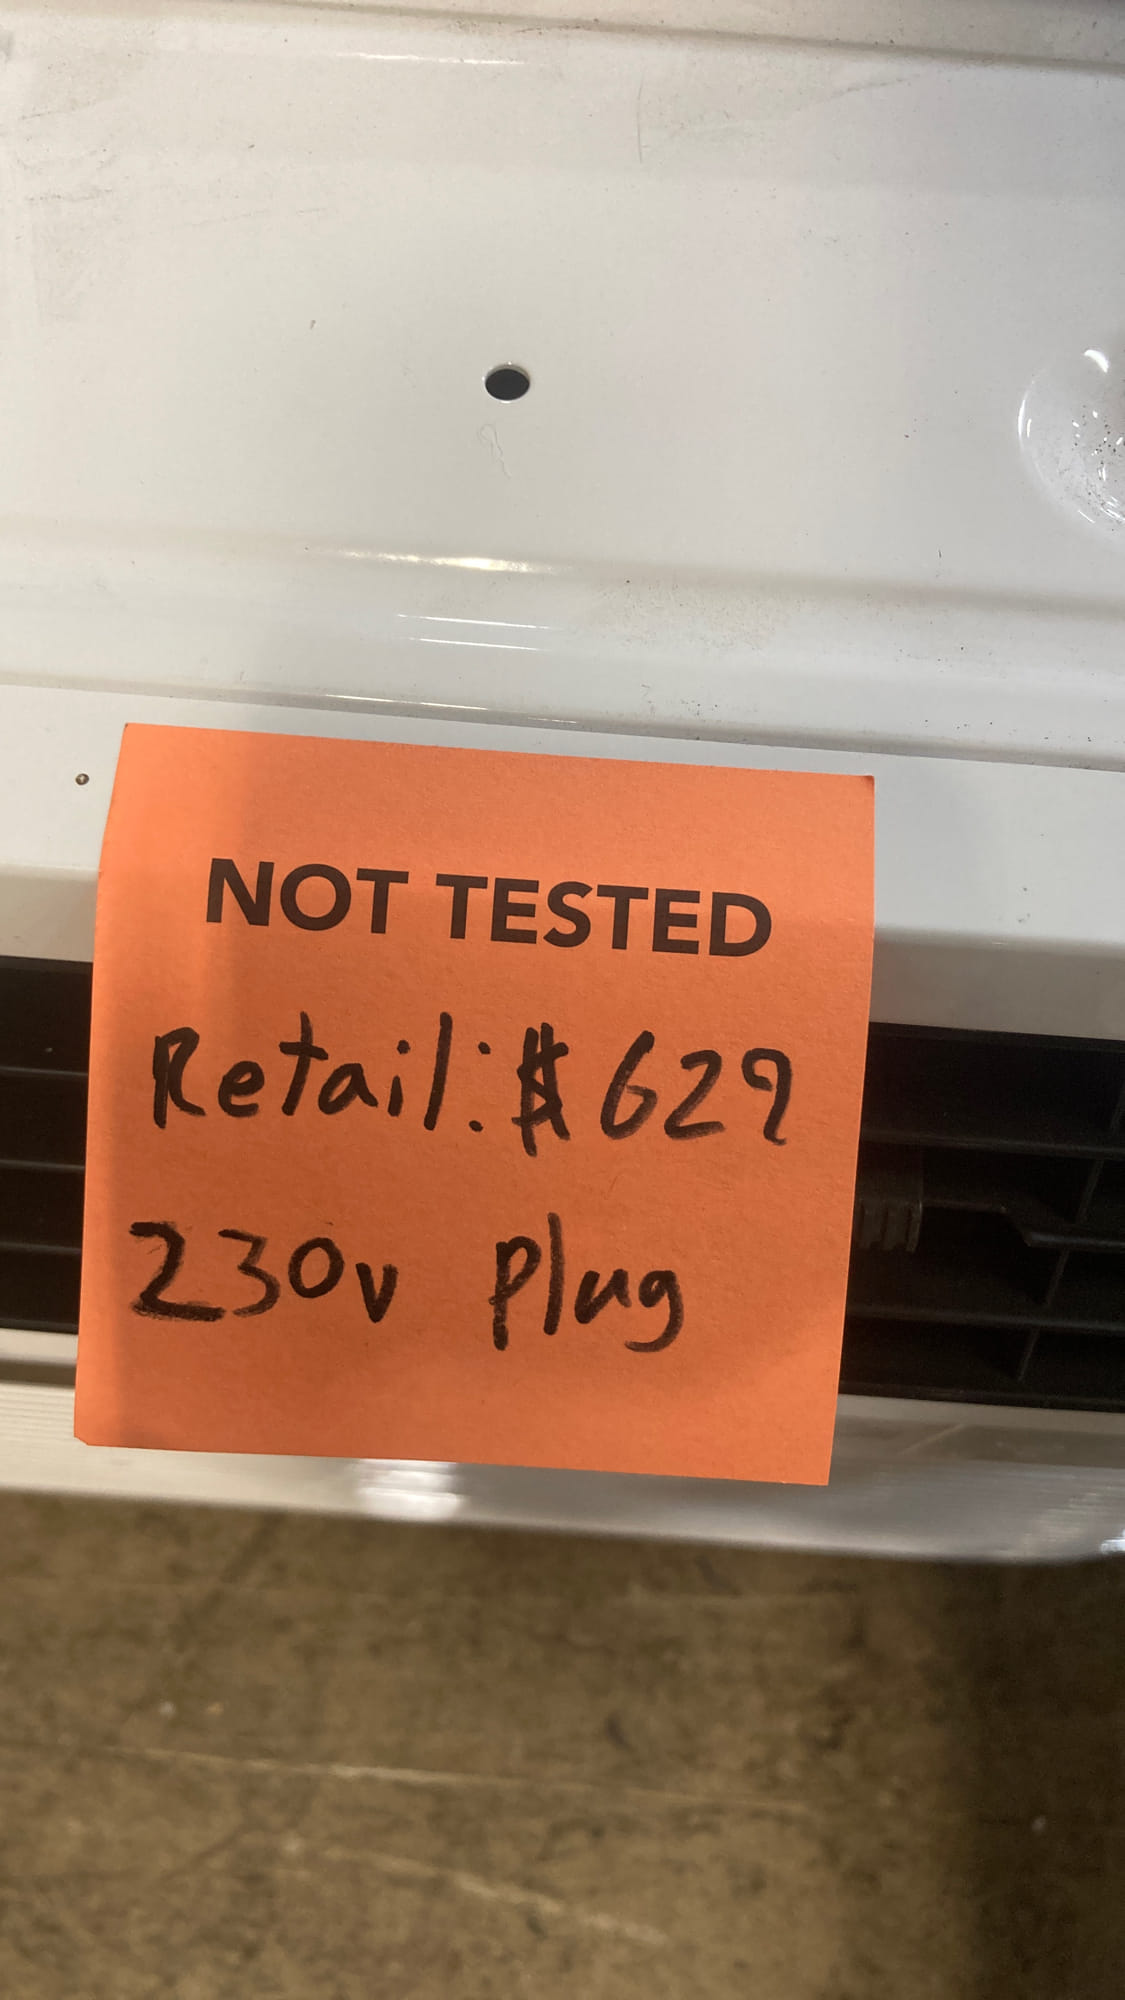 NOT TESTED
Retail: $629
230v plug